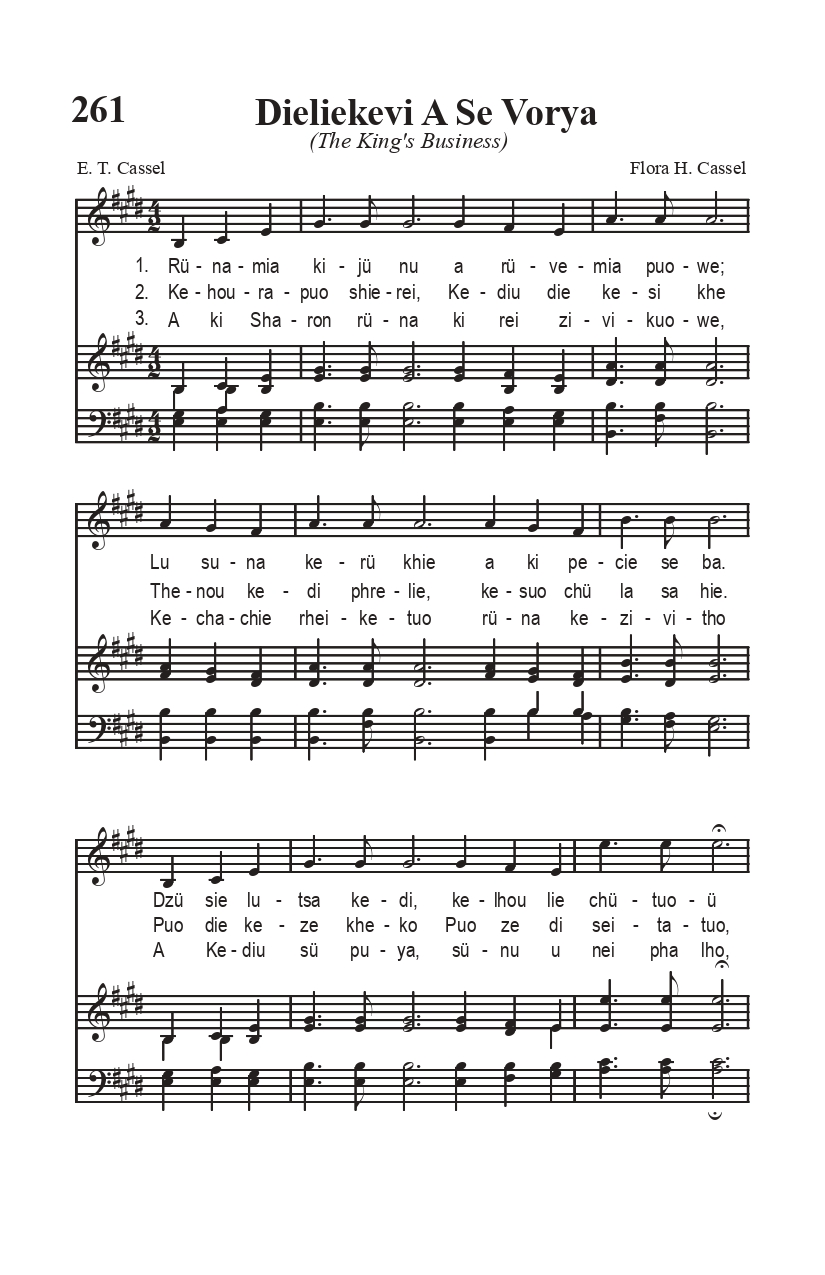 261
Dieliekevi A Se Vorya
(The King's Business)
E. T. Cassel Flora H. Cassel
1. Rü - na - mia ki - jü nu a rü - ve - mia puo - we;
2. Ke - hou - ra - puo shie - rei, Ke - diu die ke - si khe
3. A ki Sha - ron rü - na ki rei zi - vi - kuo - we,
Lu su - na ke - rü khie a ki pe - cie se ba.
The - nou ke - di phre - lie, ke - suo chü la sa hie.
Ke - cha - chie rhei - ke - tuo rü - na ke - zi - vi - tho
Dzü sie lu - tsa ke - di, ke - lhou lie chü - tuo - ü
Puo die ke - ze khe - ko Puo ze di sei - ta - tuo,
A Ke - diu sü pu - ya, sü - nu u nei pha lho,